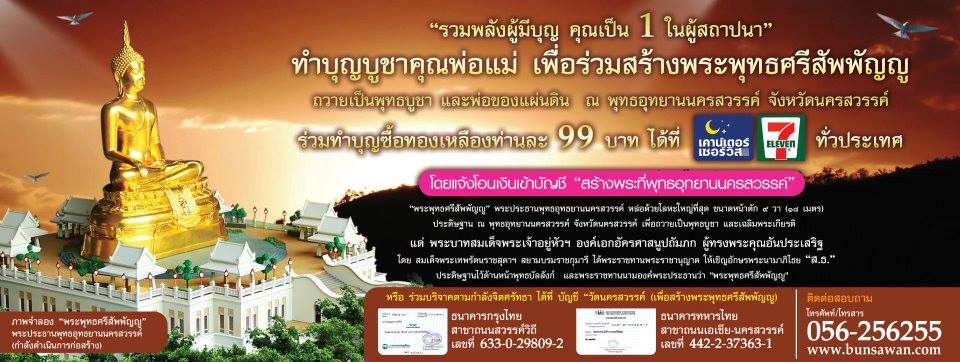 “รวมพลังผู้มีบุญ คุณเป็น 1 ในผู้สถาปนา”
ทำบุญบูชาคุณพ่อแม่ เพื่อร่วมสร้างพระพุทธศรีสัพพัญญู
ถวายเป็นพุทธบูชา และพ่อของแผ่นดิน ณ พุทธอุทยานนครสวรรค์ จังหวัดนครสวรรค์
ร่วมทำบุญซื้อทองเหลืองท่านละ 99 บาท ได้ที่ เคาน์เตอร์เซอร์วิส 7 ELEVEN ทั่วประเทศ
โดยแจ้งโอนเงินเข้าบัญชี “สร้างพระที่พุทธอุทยานนครสวรรค์”
“พระพุทธศรีสัพพัญญู” พระประธานพุทธอุทยานนครสวรรค์ หล่อด้วยโลหะใหญ่ที่สุด ขนาดหน้าตัก ๙ วา (๑๘ เมตร)
ประดิษฐาน ณ พุทธอุทยานนครสวรรค์ จังหวัดนครสวรรค์ เพื่อถวายเป็นพุทธบูชา และเฉลิมพระเกียรติ
แด่ พระบาทสมเด็จพระเจ้าอยู่หัวฯ องค์เอกอัครศาสนูปถัมภก ผู้ทรงพระคุณอันประเสริฐ
โดย สมเด็จพระเทพรัตนราชสุดาฯ สยามบรมราชกุมารี ได้พระราชทานพระราชานุญาต ให้เชิญอักษรพระนามาภิไธย “ส.ธ.”
ประดิษฐานไว้ด้านหน้าพุทธบัลลังก์ และพระราชทานนามองค์พระประธานว่า “พระพุทธศรีสัพพัญญู”
หรือ ร่วมบริจาคตามกำลังจิตศรัทธา ได้ที่ บัญชี “วัดนครสวรรค์ (เพื่อสร้างพระพุทธศรีสัพพัญญู)
ธนาคารกรุงไทย
สาขาถนนสวรรค์วิถี
เลขที่ 633-0-29809-2
ธนาคารทหารไทย
สาขาถนนเอเซีย-นครสวรรค์
เลขที่ 442-2-37363-1
ติดต่อสอบถาม
โทรศัพท์/โทรสาร
056-256255
www.bunsawan.com
ภาพจำลอง “พระพุทธศรีสัพพัญญู”
พระประธานพุทธอุทยานนครสวรรค์
(กำลังดำเนินการก่อสร้าง)